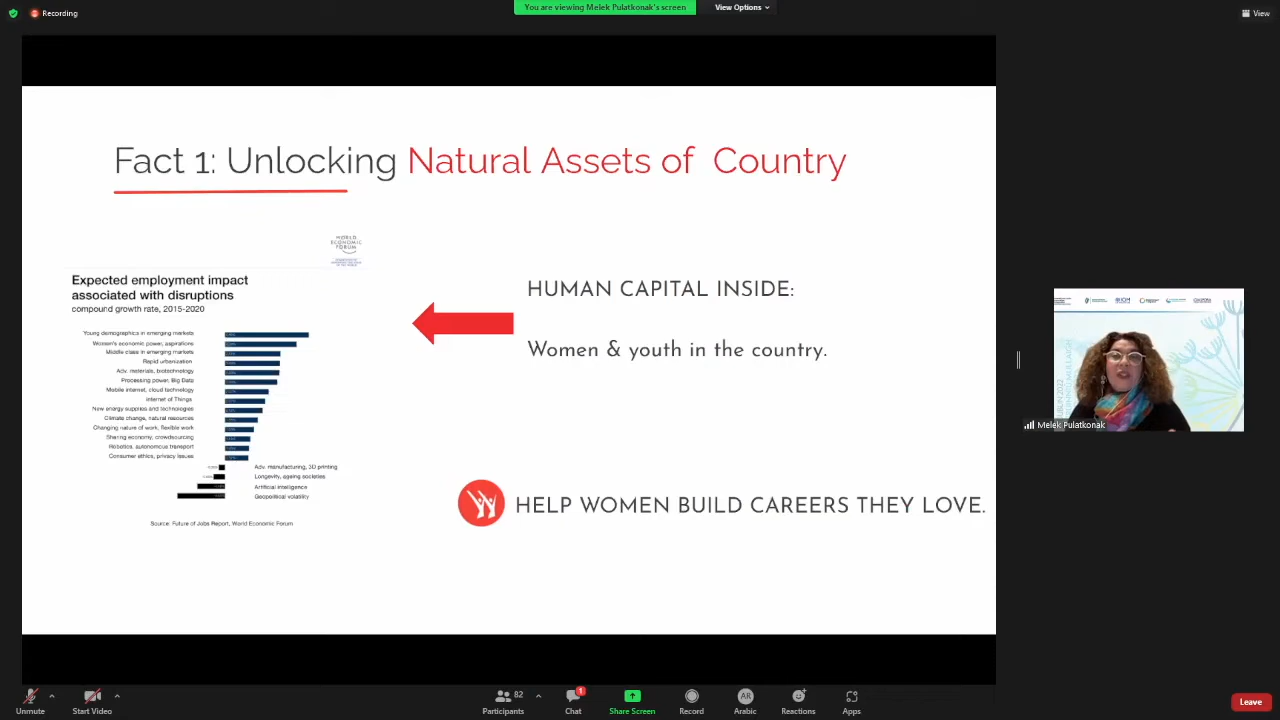 Recording
You are viewing Melek Pulatkonak's screen
View Options
View
Fact 1: Unlocking Natural Assets of Country
WORLD
ECONOMIC
FORUM
Expected employment impact
associated with disruptions
compound growth rate, 2015-2020
Young demographics in emerging markets
Women's economic power, aspirations
Middle class in emerging markets
Rapid urbanization
Adv. materials, biotechnology
Processing power, Big Data
Mobile internet, cloud technology
Internet of Things
New energy supplies and technologies
Climate change, natural resources
Changing nature of work, flexible work
Sharing economy, crowdsourcing
Robotics, autonomous transport
Consumer ethics, privacy issues
Adv. manufacturing, 3D printing
Longevity, ageing societies
Artificial intelligence
Geopolitical volatility
Source: Future of Jobs Report, World Economic Forum
HUMAN CAPITAL INSIDE:
Women & youth in the country.
HELP WOMEN BUILD CAREERS THEY LOVE.
IOM
DUBLIN 2022
Melek Pulatkonak
Unmute
Start Video
82
Participants
1
Chat
Share Screen
Record
AR
Arabic
Reactions
Apps
Leave